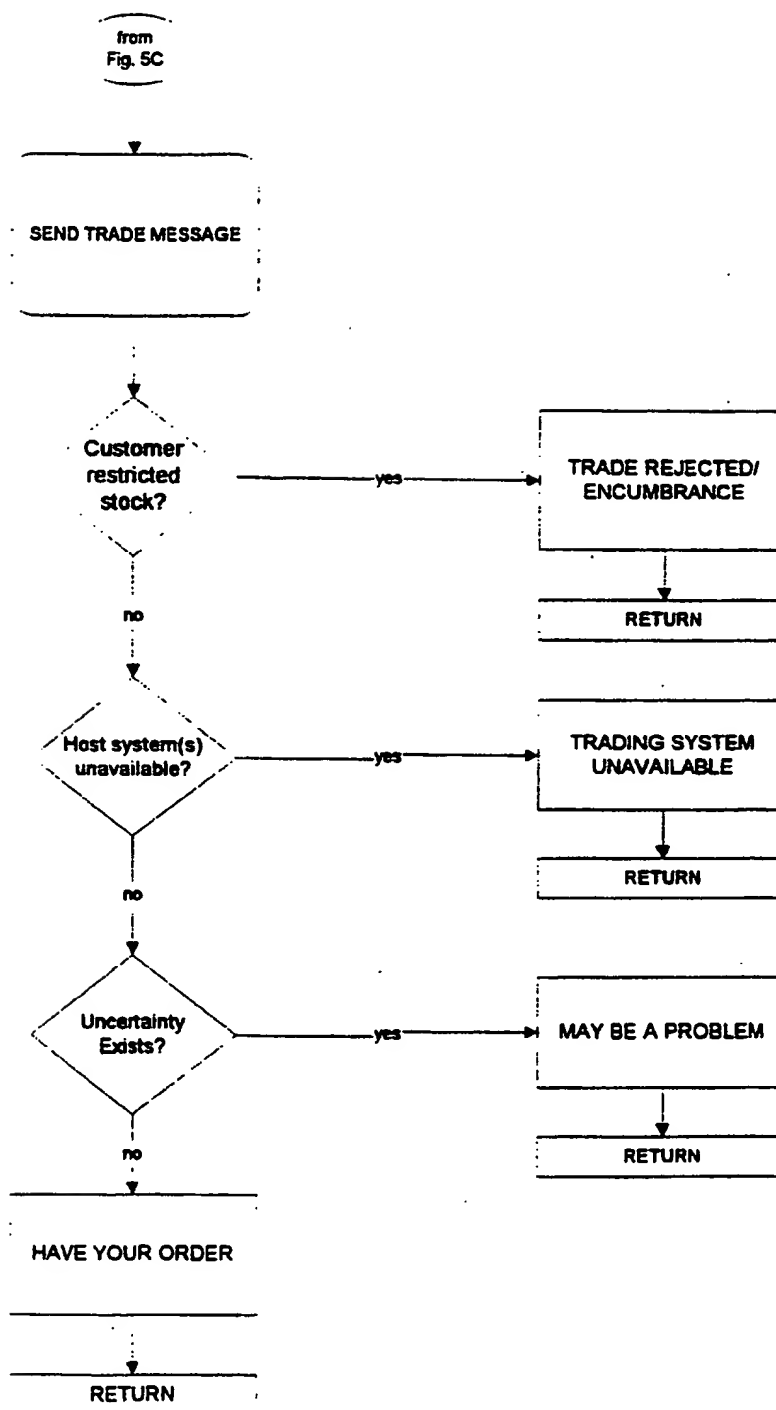 from
Fig. 5C
SEND TRADE MESSAGE
Customer
restricted
stock?
yes
TRADE REJECTED/
ENCUMBRANCE
RETURN
no
Host system(s)
unavailable?
yes
TRADING SYSTEM
UNAVAILABLE
RETURN
no
Uncertainty
Exists?
yes
MAY BE A PROBLEM
RETURN
no
HAVE YOUR ORDER
RETURN